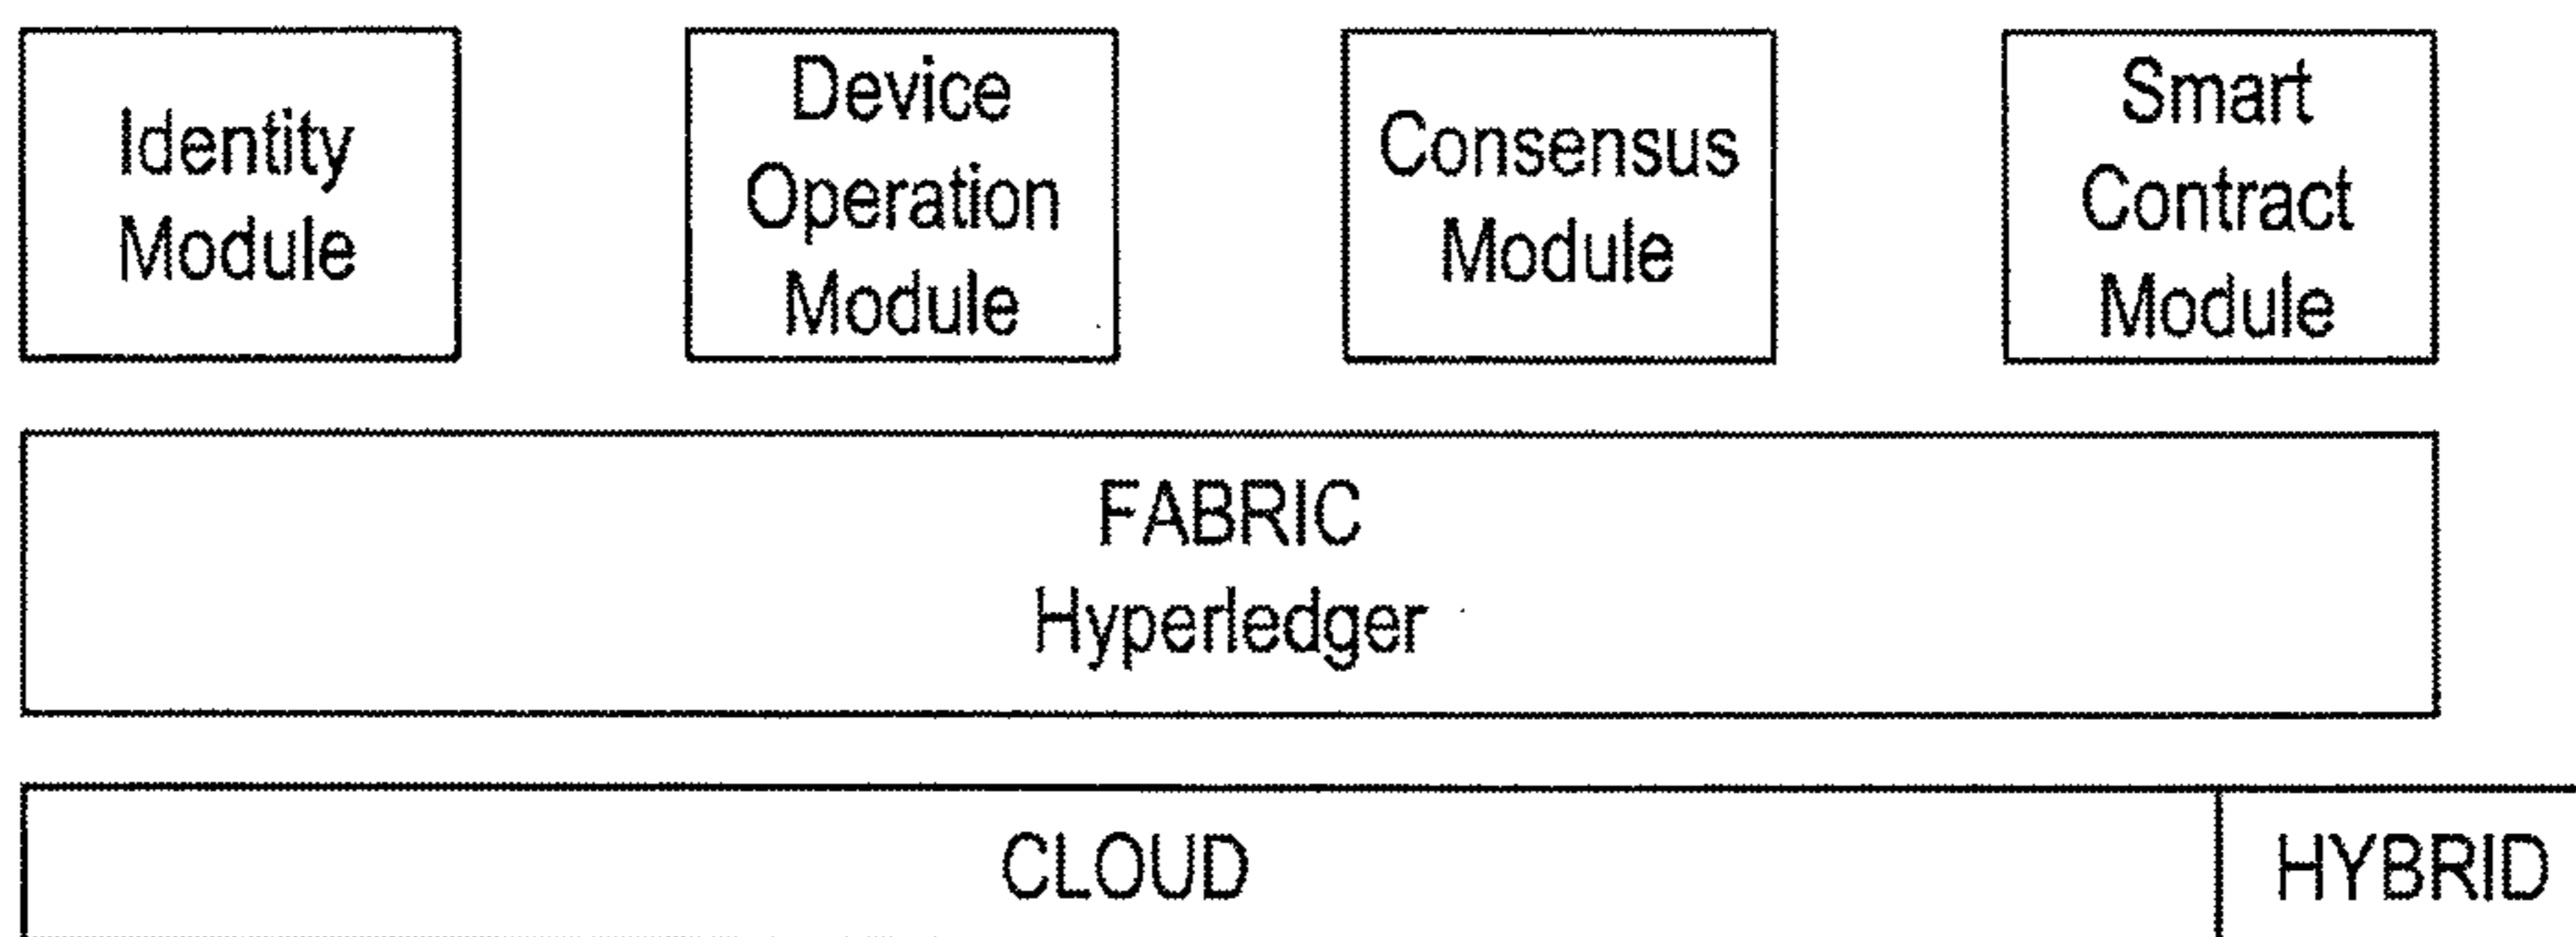 Identity
Module
Device
Operation
Module
Consensus
Module
Smart
Contract
Module
FABRIC
Hyperledger
CLOUD
HYBRID